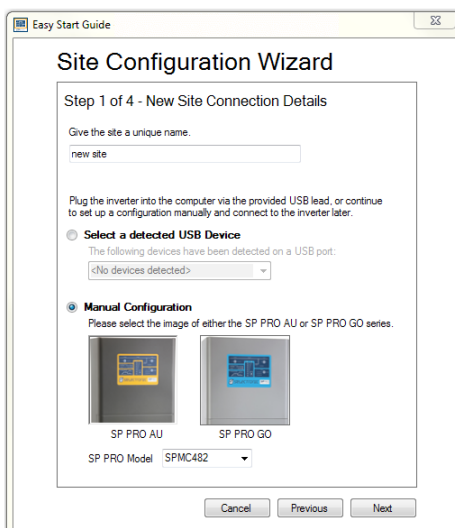 Easy Start Guide
Site Configuration Wizard
Step 1 of 4 - New Site Connection Details
Give the site a unique name.
new site
Plug the inverter into the computer via the provided USB lead, or continue
to set up a configuration manually and connect to the inverter later.
Select a detected USB Device
The following devices have been detected on a USB port:
<No devices detected>
Manual Configuration
Please select the image of either the SP PRO AU or SP PRO GO series.
SP PRO AU
SP PRO GO
SP PRO Model SPMC482
Cancel Previous Next